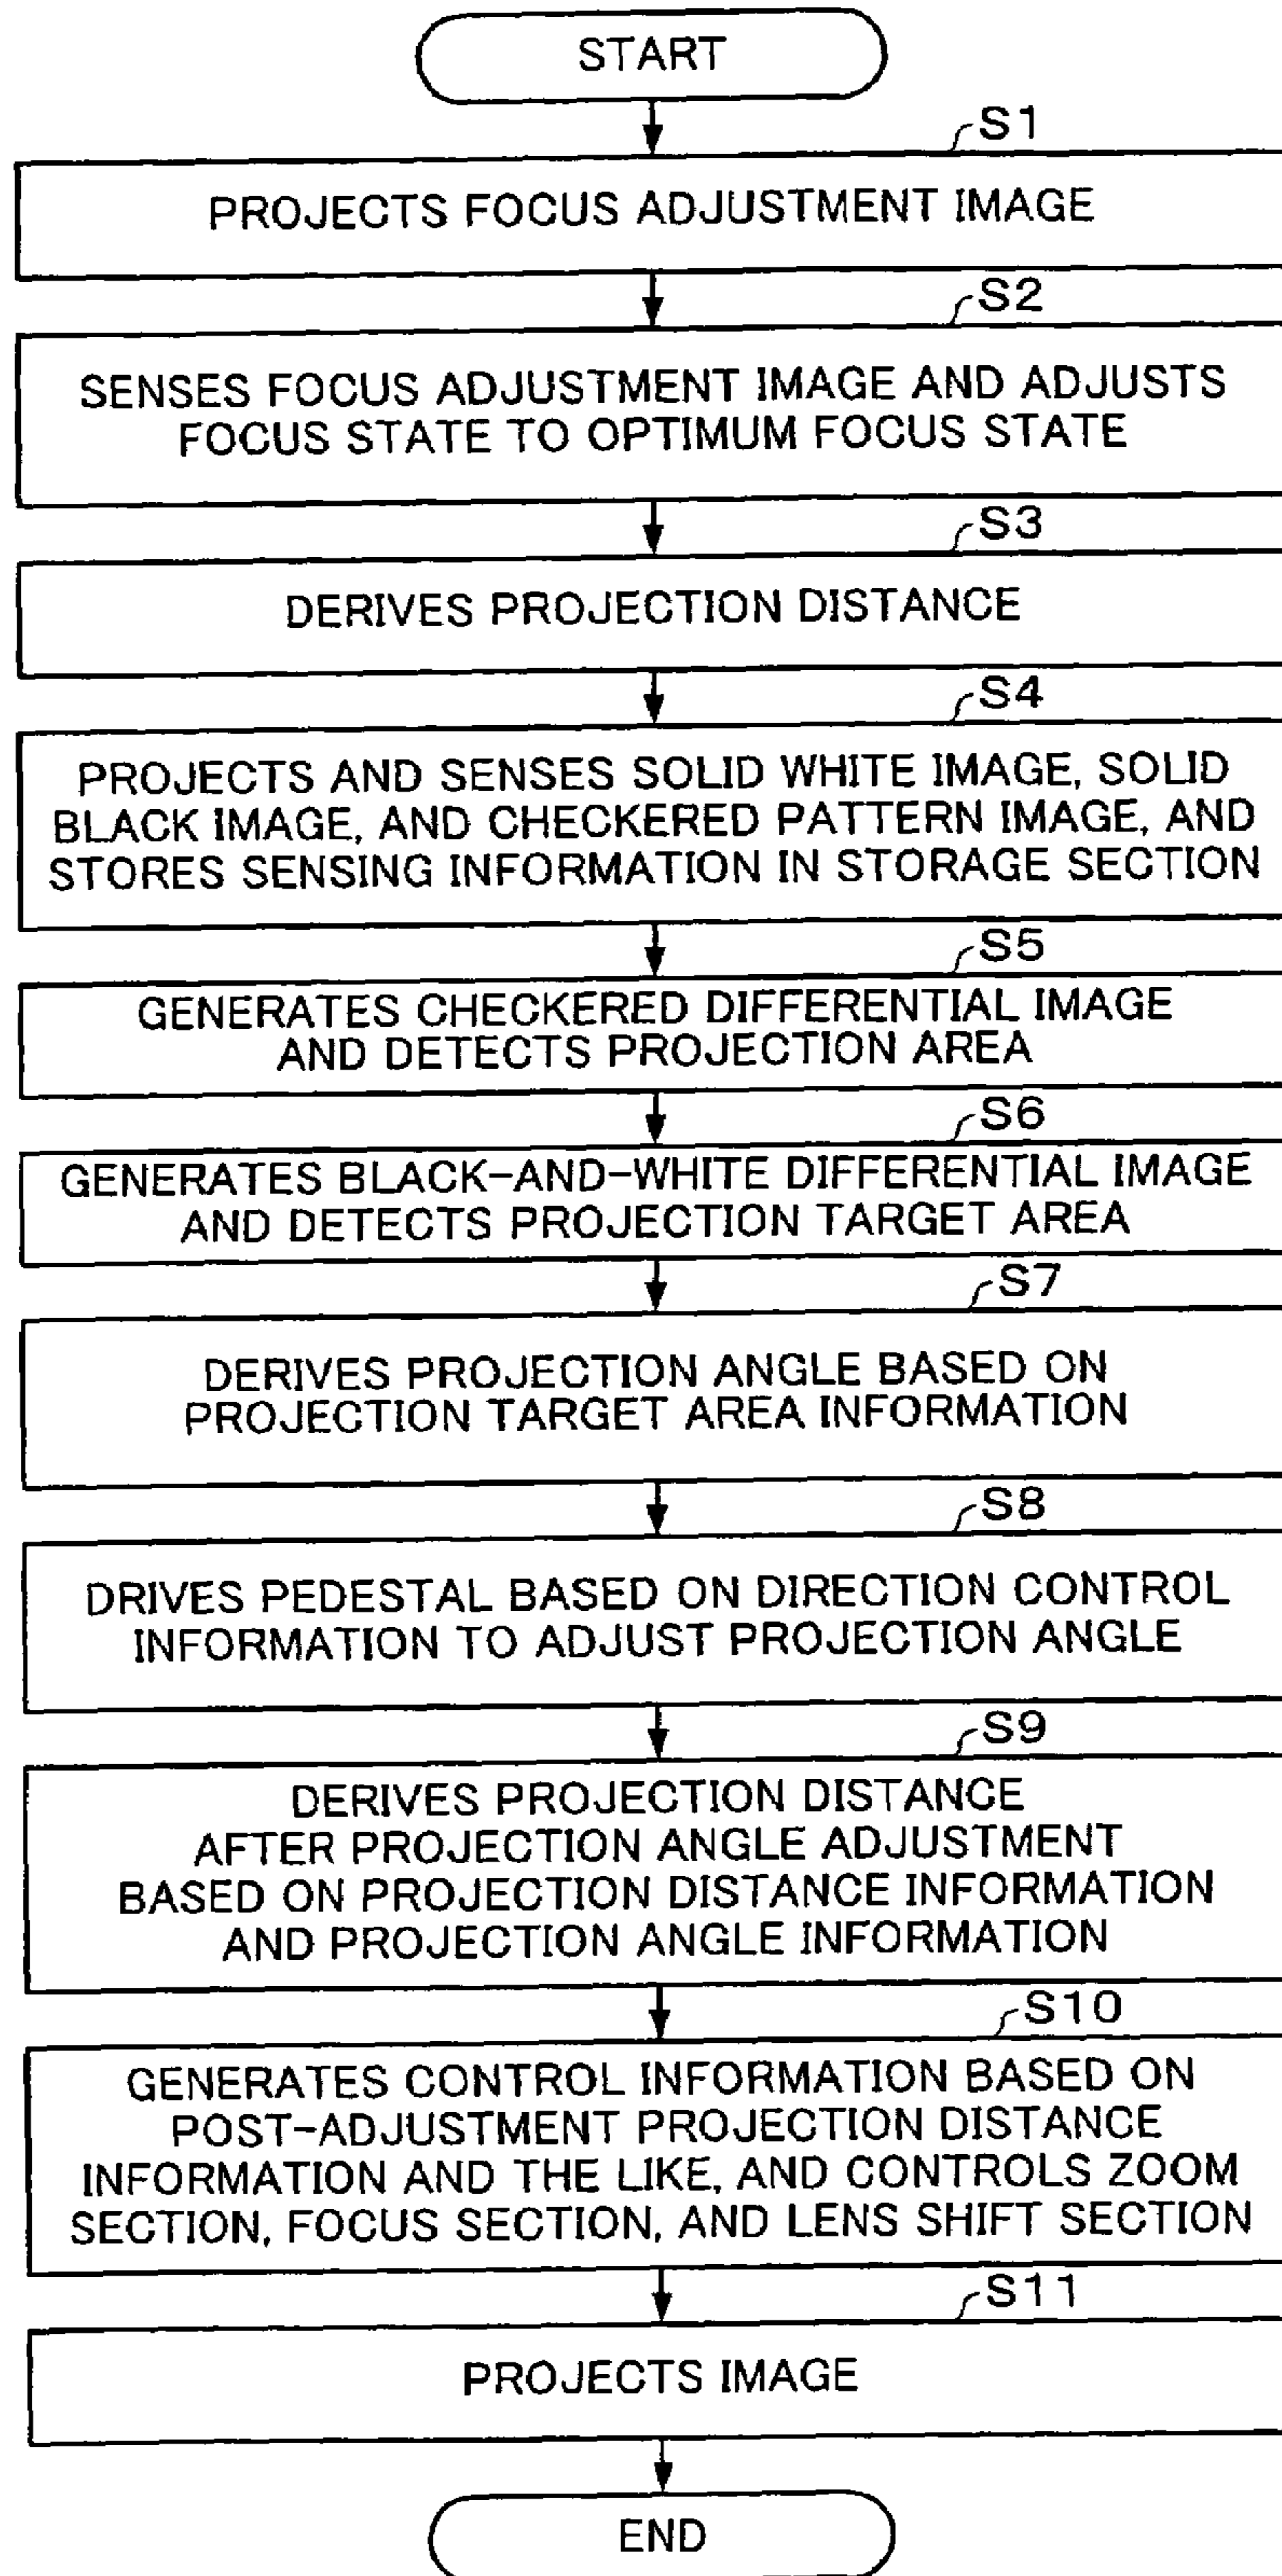 START
S1
PROJECTS FOCUS ADJUSTMENT IMAGE
S2
SENSES FOCUS ADJUSTMENT IMAGE AND ADJUSTS
FOCUS STATE TO OPTIMUM FOCUS STATE
S3
DERIVES PROJECTION DISTANCE
S4
PROJECTS AND SENSES SOLID WHITE IMAGE, SOLID
BLACK IMAGE, AND CHECKERED PATTERN IMAGE, AND
STORES SENSING INFORMATION IN STORAGE SECTION
S5
GENERATES CHECKERED DIFFERENTIAL IMAGE
AND DETECTS PROJECTION AREA
S6
GENERATES BLACK-AND-WHITE DIFFERENTIAL IMAGE
AND DETECTS PROJECTION TARGET AREA
S7
DERIVES PROJECTION ANGLE BASED ON
PROJECTION TARGET AREA INFORMATION
S8
DRIVES PEDESTAL BASED ON DIRECTION CONTROL
INFORMATION TO ADJUST PROJECTION ANGLE
S9
DERIVES PROJECTION DISTANCE
AFTER PROJECTION ANGLE ADJUSTMENT
BASED ON PROJECTION DISTANCE INFORMATION
AND PROJECTION ANGLE INFORMATION
S10
GENERATES CONTROL INFORMATION BASED ON
POST-ADJUSTMENT PROJECTION DISTANCE
INFORMATION AND THE LIKE, AND CONTROLS ZOOM
SECTION, FOCUS SECTION, AND LENS SHIFT SECTION
S11
PROJECTS IMAGE
END